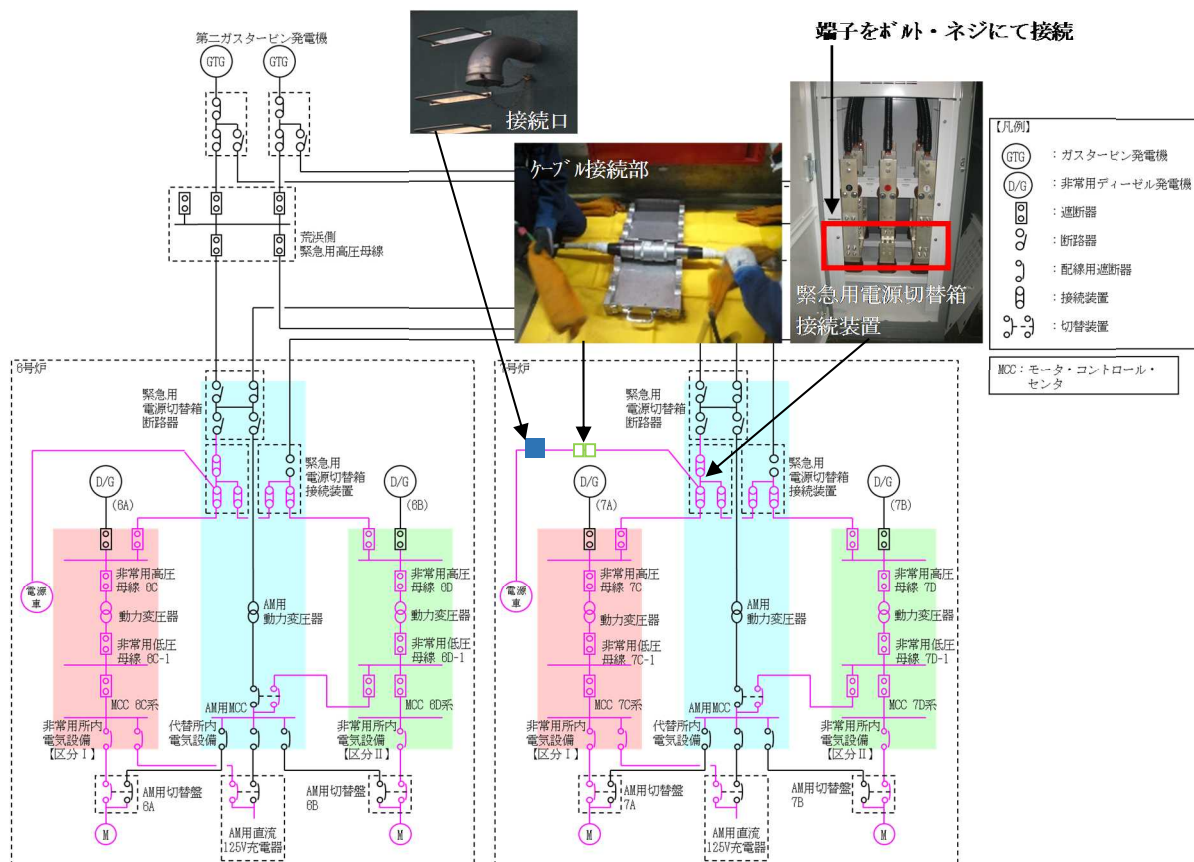 第二ガスタービン発電機
GTG
GTG
接続口
ケーブル接続部
端子をボルト・ネジにて接続
緊急用電源切替箱
接続装置
【凡例】
GTG
：ガスタービン発電機
D/G
：非常用ディーゼル発電機
：遮断器
：断路器
：配線用遮断器
：接続装置
：切替装置
MCC：モータ・コントロール・
センタ
荒浜側
緊急用高圧母線
6号炉
緊急用
電源切替箱
断路器
緊急用
電源切替箱
接続装置
D/G
(6A)
D/G
(6B)
電源
車
非常用高圧
母線 6C
動力変圧器
非常用低圧
母線 6C-1
MCC 6C系
AM用
動力変圧器
非常用高圧
母線 6D
動力変圧器
非常用低圧
母線 6D-1
MCC 6D系
AM用MCC
非常用所内
電気設備
【区分Ⅰ】
代替所内
電気設備
非常用所内
電気設備
【区分Ⅱ】
AM用切替盤
6A
AM用切替盤
6B
M
AM用直流
125V充電器
M
緊急用
電源切替箱
断路器
緊急用
電源切替箱
接続装置
D/G
(7A)
D/G
(7B)
電源
車
非常用高圧
母線 7C
動力変圧器
非常用低圧
母線 7C-1
MCC 7C系
AM用
動力変圧器
非常用高圧
母線 7D
動力変圧器
非常用低圧
母線 7D-1
MCC 7D系
AM用MCC
非常用所内
電気設備
【区分Ⅰ】
代替所内
電気設備
非常用所内
電気設備
【区分Ⅱ】
AM用切替盤
7A
AM用切替盤
7B
M
AM用直流
125V充電器
M